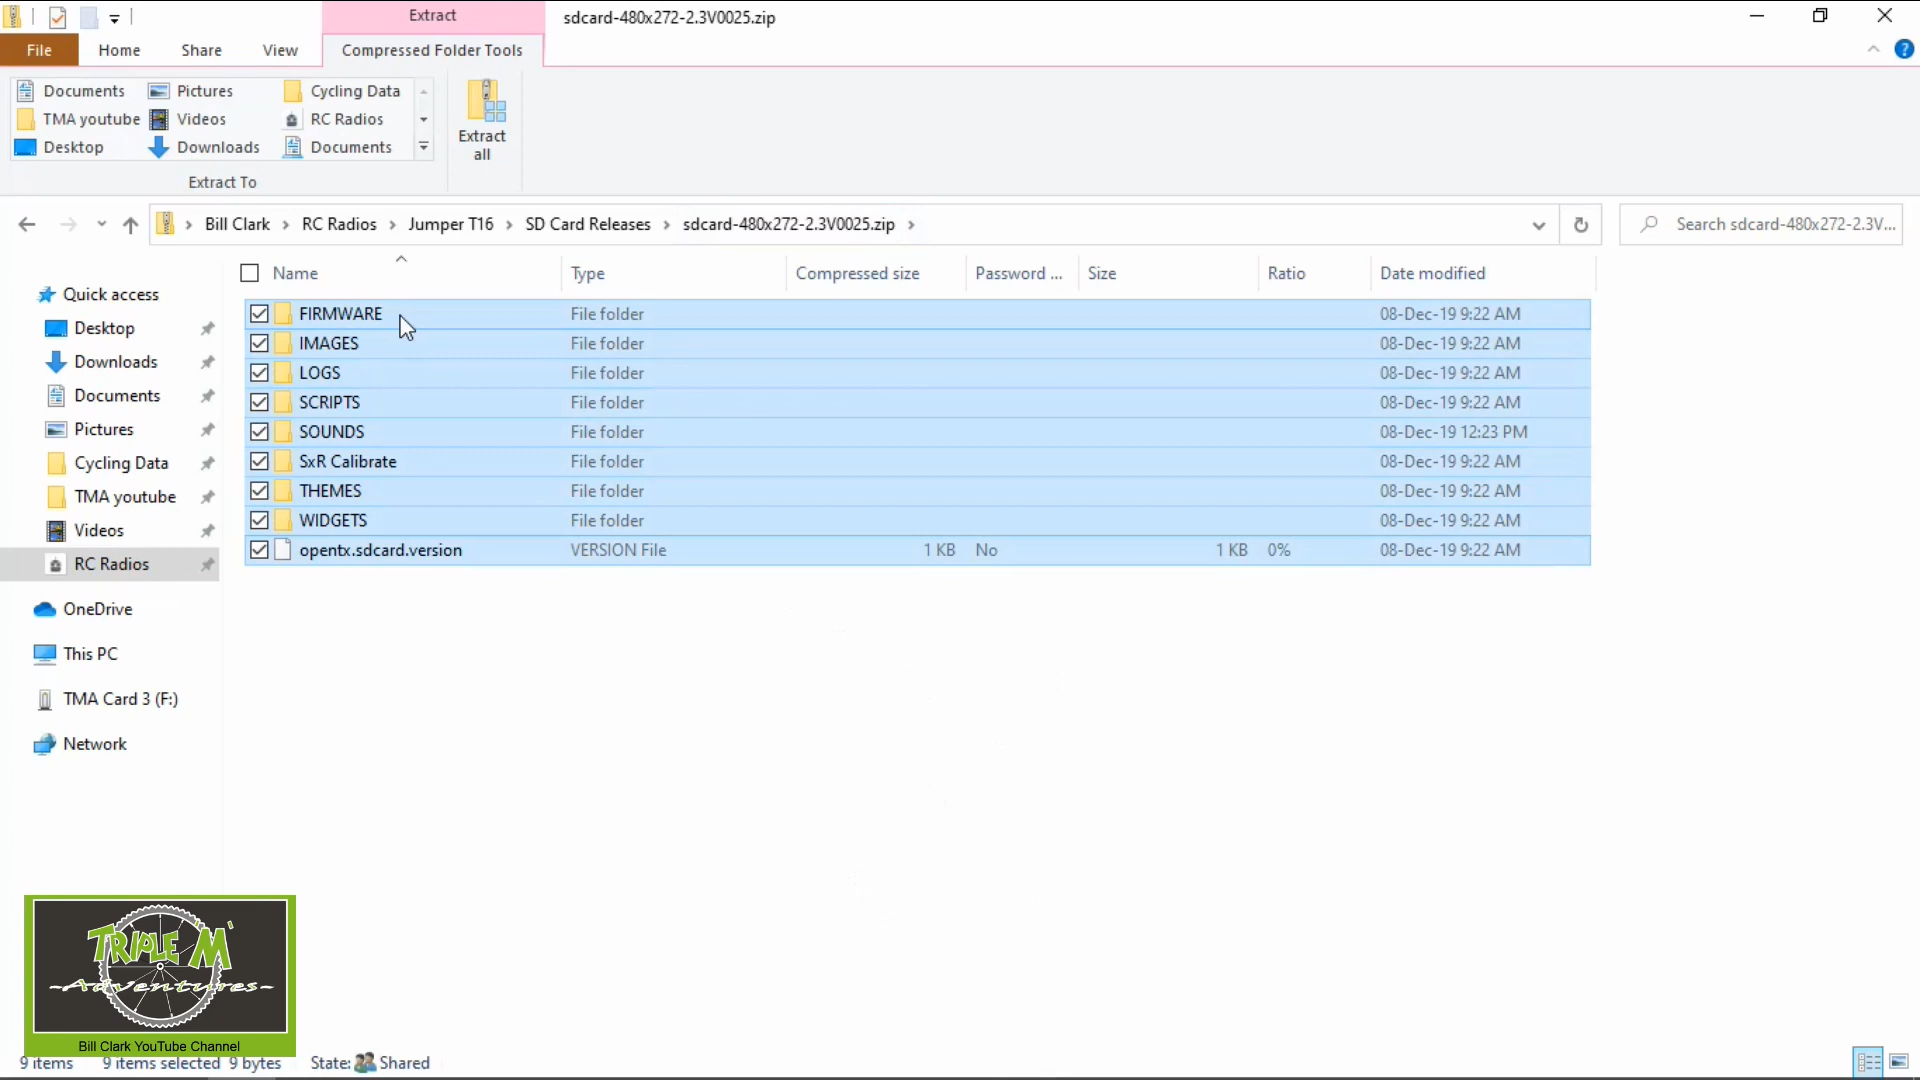 Extract
sdcard-480x272-2.3V0025.zip
File Home Share View Compressed Folder Tools
Documents Pictures Cycling Data
TMA youtube Videos RC Radios
Desktop Downloads Documents
Extract all
Extract To
Bill Clark RC Radios Jumper T16 SD Card Releases sdcard-480x272-2.3V0025.zip
Search sdcard-480x272-2.3V...
Name Type Compressed size Password ... Size Ratio Date modified
Quick access
Desktop
Downloads
Documents
Pictures
Cycling Data
TMA youtube
Videos
RC Radios
OneDrive
This PC
TMA Card 3 (F:)
Network
FIRMWARE File folder 08-Dec-19 9:22 AM
IMAGES File folder 08-Dec-19 9:22 AM
LOGS File folder 08-Dec-19 9:22 AM
SCRIPTS File folder 08-Dec-19 9:22 AM
SOUNDS File folder 08-Dec-19 12:23 PM
SxR Calibrate File folder 08-Dec-19 9:22 AM
THEMES File folder 08-Dec-19 9:22 AM
WIDGETS File folder 08-Dec-19 9:22 AM
opentx.sdcard.version VERSION File 1 KB No 1 KB 0% 08-Dec-19 9:22 AM
TRIPLE M'
-Adventures-
Bill Clark YouTube Channel
9 items 9 items selected 9 bytes State: Shared